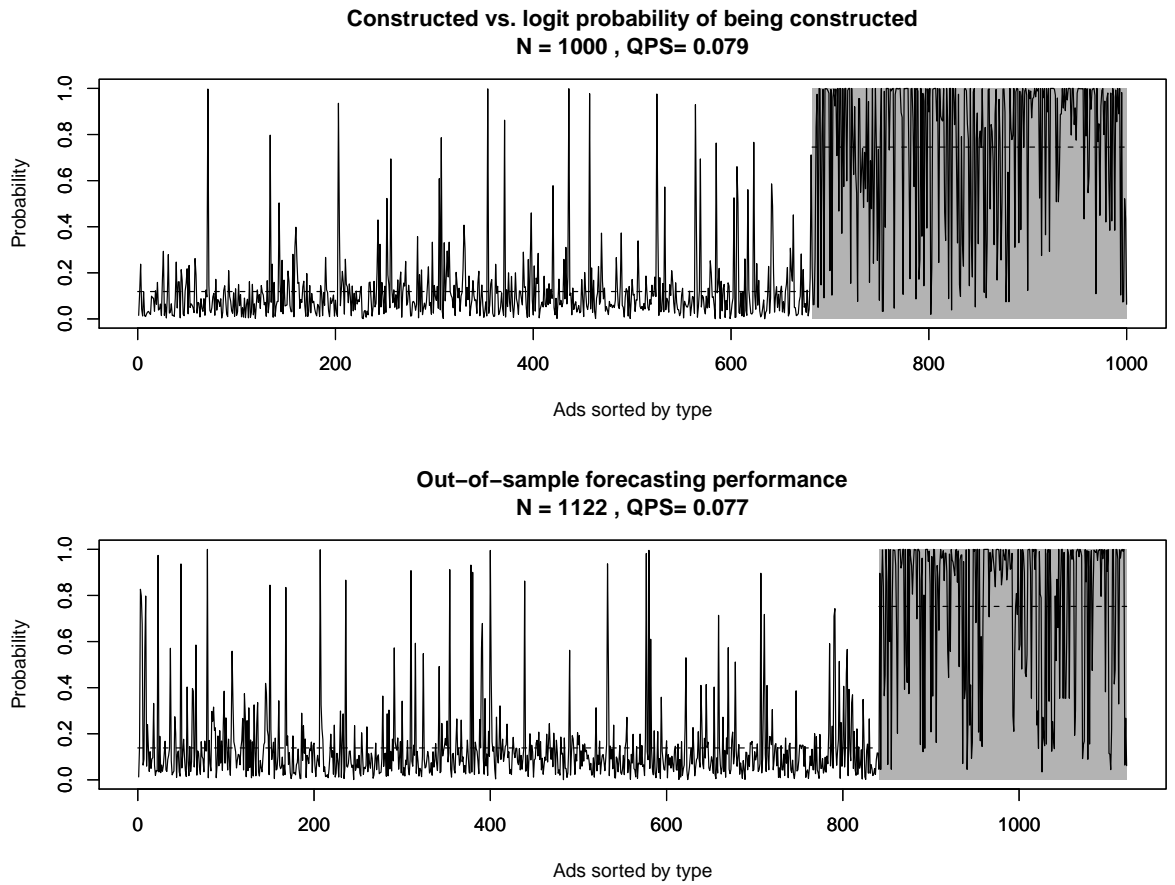 Constructed vs. logit probability of being constructed
N = 1000 , QPS= 0.079
1.0
0.8
0.6
0.4
0.2
0.0
Probability
0 200 400 600 800 1000
Ads sorted by type
Out−of−sample forecasting performance
N = 1122 , QPS= 0.077
1.0
0.8
0.6
0.4
0.2
0.0
Probability
0 200 400 600 800 1000
Ads sorted by type